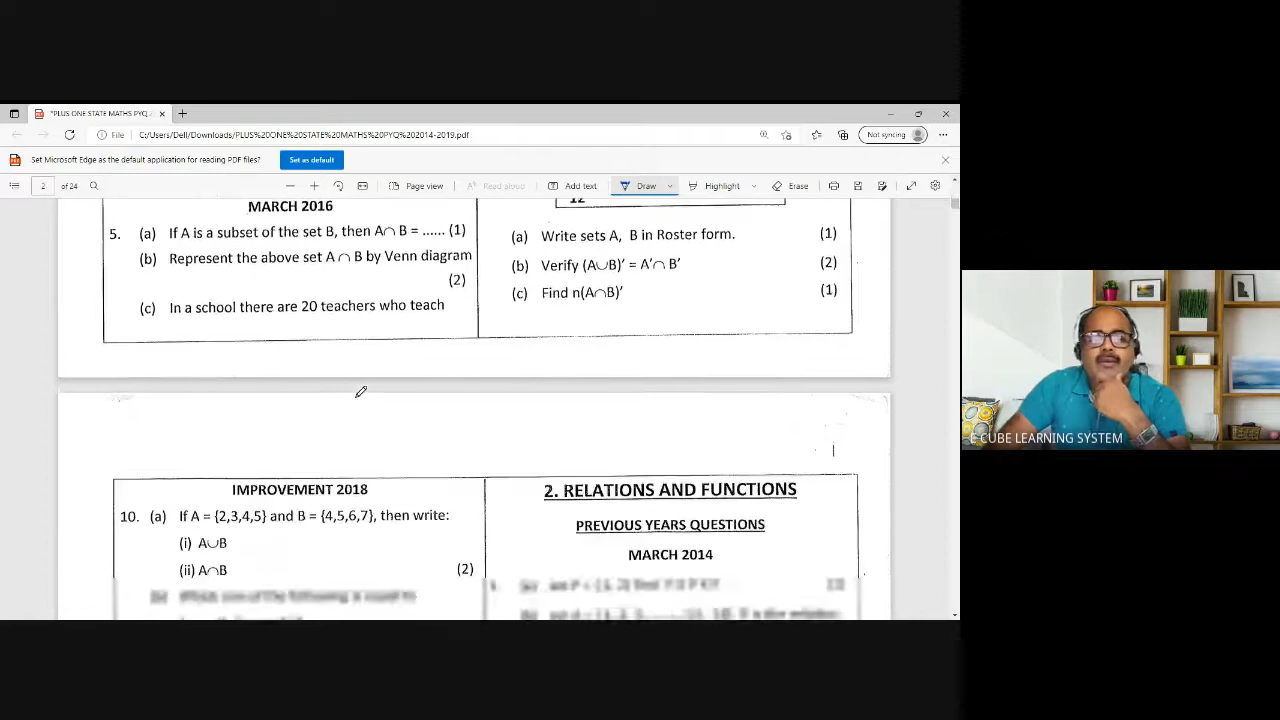 *PLUS ONE STATE MATHS PYQ
File
C:/Users/Dell/Downloads/PLUS%20ONE%20STATE%20MATHS%20PYQ%202014-2019.pdf
Not syncing
Set Microsoft Edge as the default application for reading PDF files?
Set as default
2
of 24
Page view
Read aloud
Add text
Draw
Highlight
Erase
MARCH 2016
5. (a) If A is a subset of the set B, then A∩ B = ...... (1)
(b) Represent the above set A ∩ B by Venn diagram
(2)
(c) In a school there are 20 teachers who teach
12
(a) Write sets A, B in Roster form. (1)
(b) Verify (A∪B)′ = A′∩ B′ (2)
(c) Find n(A∩B)′ (1)
IMPROVEMENT 2018
10. (a) If A = {2,3,4,5} and B = {4,5,6,7}, then write:
(i) A∪B
(ii) A∩B (2)
2. RELATIONS AND FUNCTIONS
PREVIOUS YEARS QUESTIONS
MARCH 2014
E CUBE LEARNING SYSTEM